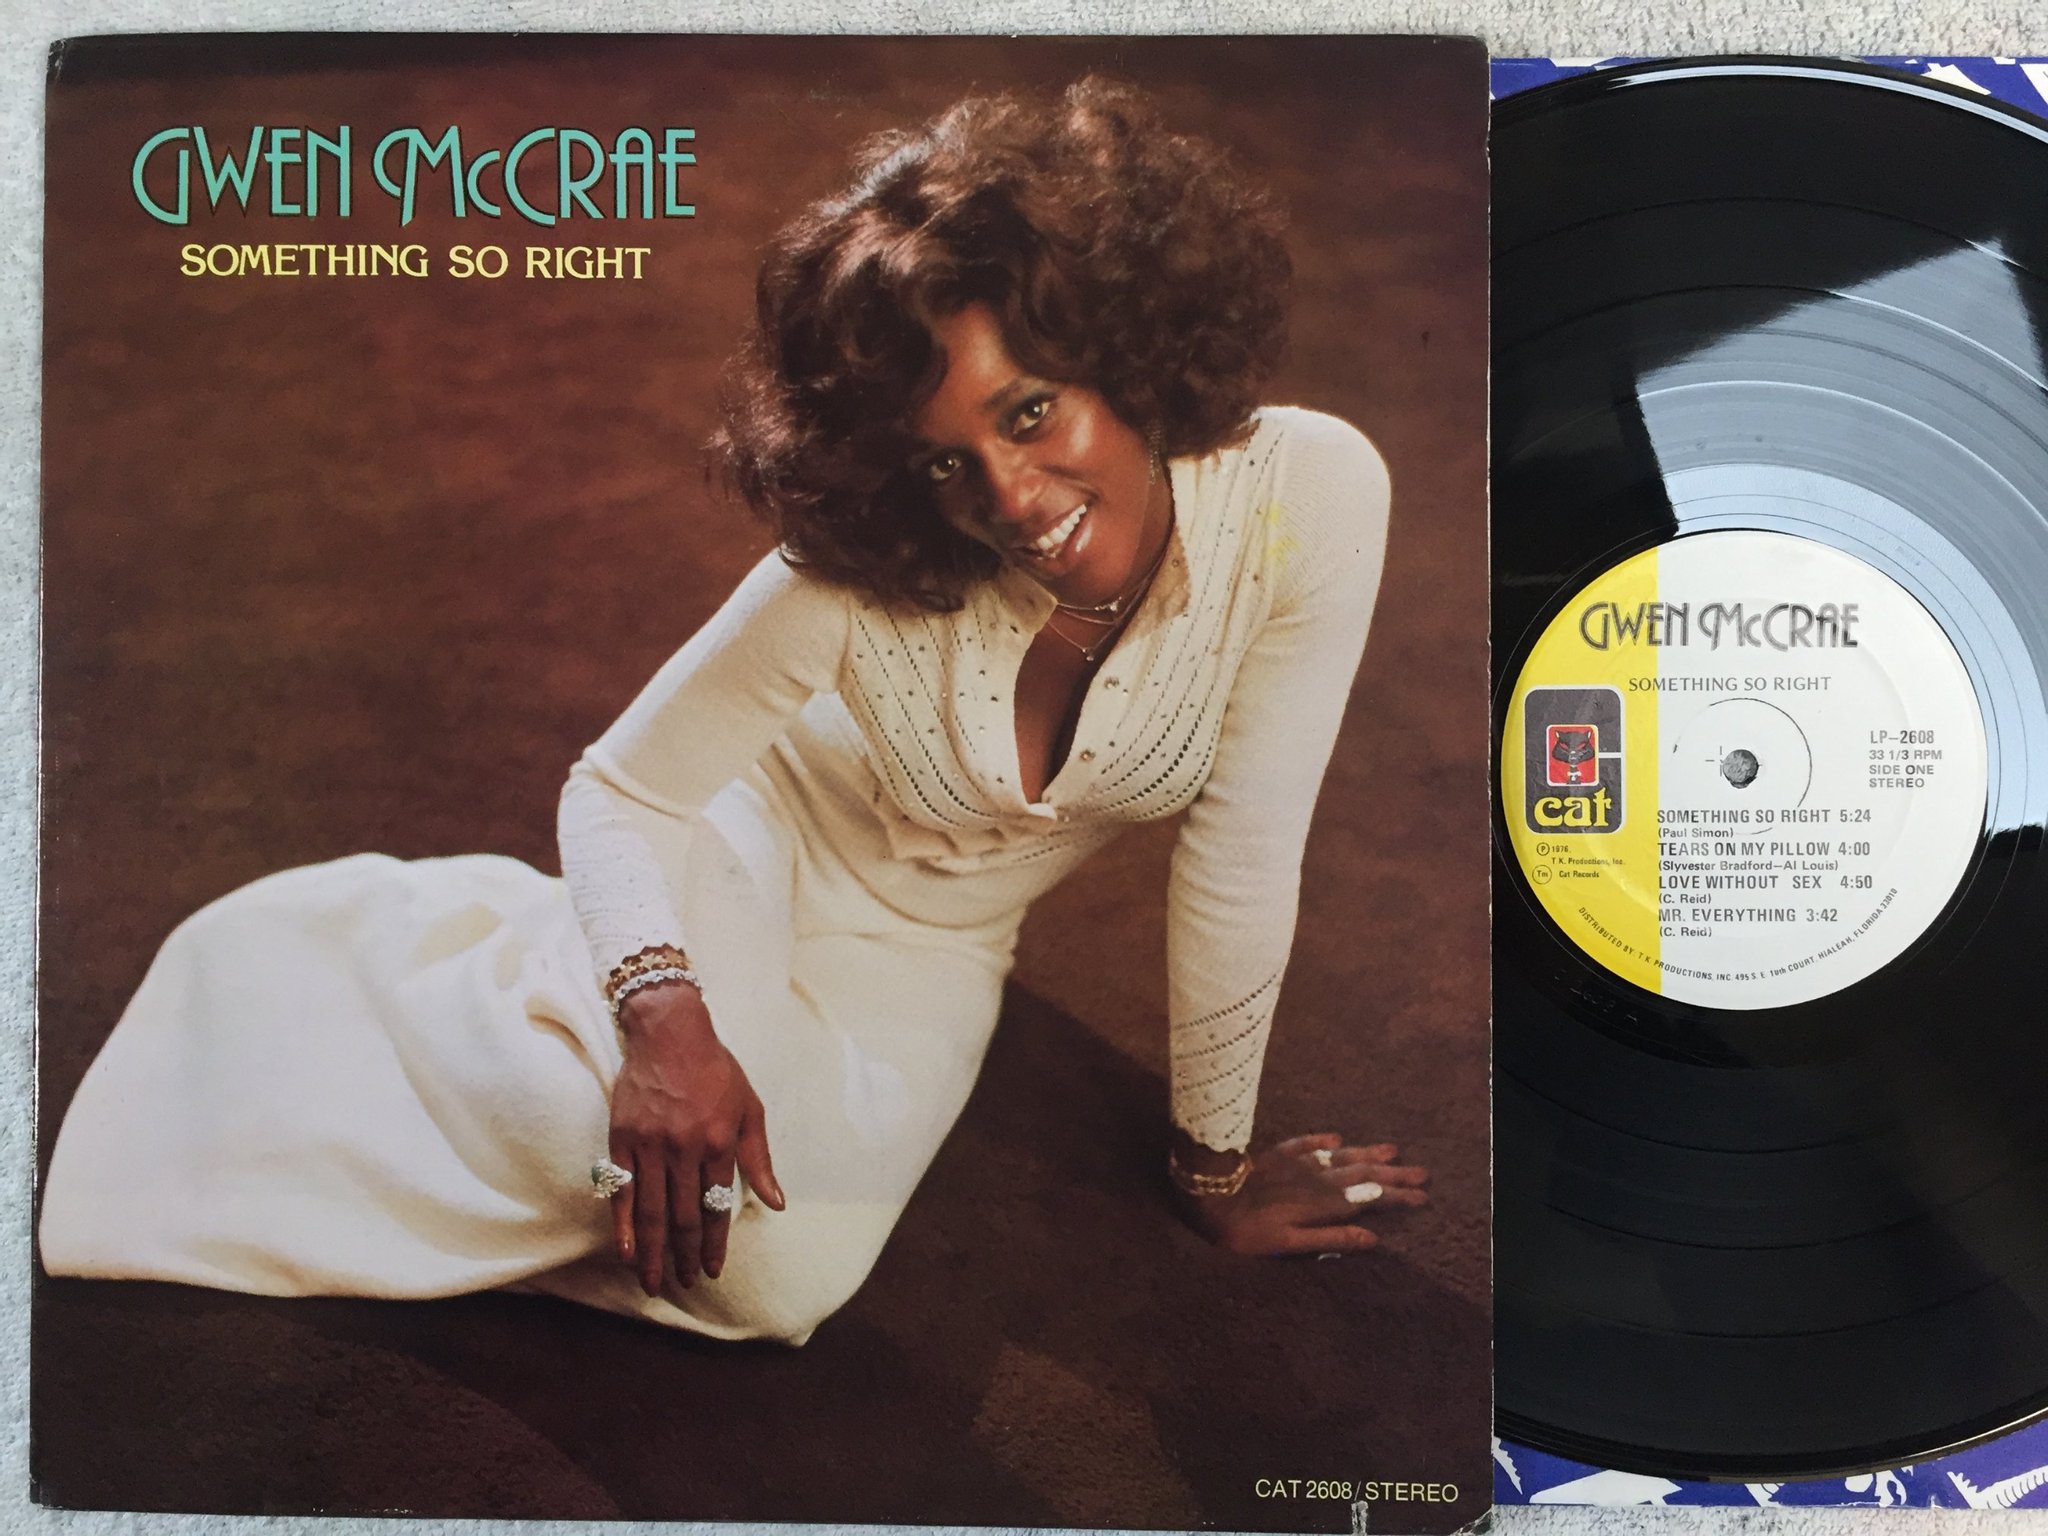 GWEN McCRAE
SOMETHING SO RIGHT
CAT 2608/STEREO
GWEN McCRAE
SOMETHING SO RIGHT
LP-2608
33 1/3 RPM
SIDE ONE
STEREO
cat
SOMETHING SO RIGHT 5:24
(Paul Simon)
TEARS ON MY PILLOW 4:00
(Slyvester Bradford-Al Louis)
LOVE WITHOUT SEX 4:50
(C. Reid)
MR. EVERYTHING 3:42
(C. Reid)
℗ 1976,
T K. Productions, Inc.
Tm Cat Records
DISTRIBUTED BY: T.K. PRODUCTIONS, INC. 495 S. E. 10th COURT, HIALEAH, FLORIDA 33010